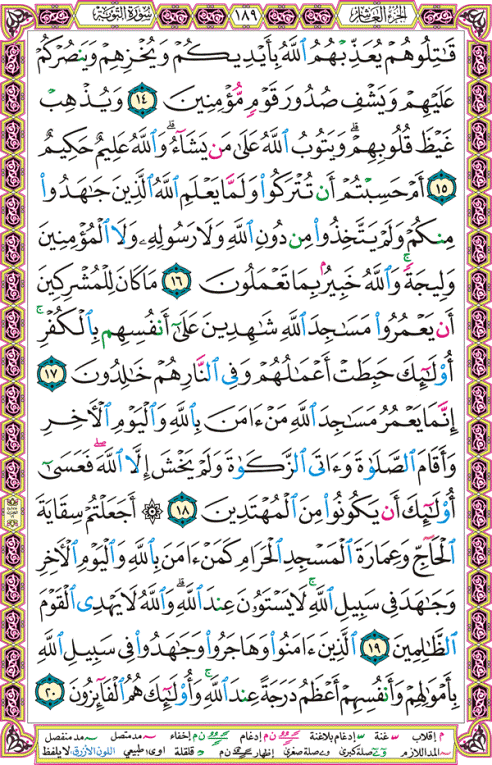 الجزء العاشر ١٨٩ سورة التوبة
قَٰتِلُوهُمْ يُعَذِّبْهُمُ ٱللَّهُ بِأَيْدِيكُمْ وَيُخْزِهِمْ وَيَنصُرْكُمْ
عَلَيْهِمْ وَيَشْفِ صُدُورَ قَوْمٍ مُّؤْمِنِينَ ١٤ وَيُذْهِبْ
غَيْظَ قُلُوبِهِمْ ۗ وَيَتُوبُ ٱللَّهُ عَلَىٰ مَن يَشَآءُ ۗ وَٱللَّهُ عَلِيمٌ حَكِيمٌ
١٥ أَمْ حَسِبْتُمْ أَن تُتْرَكُوا۟ وَلَمَّا يَعْلَمِ ٱللَّهُ ٱلَّذِينَ جَٰهَدُوا۟
مِنكُمْ وَلَمْ يَتَّخِذُوا۟ مِن دُونِ ٱللَّهِ وَلَا رَسُولِهِۦ وَلَا ٱلْمُؤْمِنِينَ
وَلِيجَةً ۚ وَٱللَّهُ خَبِيرٌۢ بِمَا تَعْمَلُونَ ١٦ مَا كَانَ لِلْمُشْرِكِينَ
أَن يَعْمُرُوا۟ مَسَٰجِدَ ٱللَّهِ شَٰهِدِينَ عَلَىٰٓ أَنفُسِهِم بِٱلْكُفْرِ ۚ
أُو۟لَٰٓئِكَ حَبِطَتْ أَعْمَٰلُهُمْ وَفِى ٱلنَّارِ هُمْ خَٰلِدُونَ ١٧
إِنَّمَا يَعْمُرُ مَسَٰجِدَ ٱللَّهِ مَنْ ءَامَنَ بِٱللَّهِ وَٱلْيَوْمِ ٱلْءَاخِرِ
وَأَقَامَ ٱلصَّلَوٰةَ وَءَاتَى ٱلزَّكَوٰةَ وَلَمْ يَخْشَ إِلَّا ٱللَّهَ ۖ فَعَسَىٰٓ
أُو۟لَٰٓئِكَ أَن يَكُونُوا۟ مِنَ ٱلْمُهْتَدِينَ ١٨ ۞ أَجَعَلْتُمْ سِقَايَةَ
ٱلْحَآجِّ وَعِمَارَةَ ٱلْمَسْجِدِ ٱلْحَرَامِ كَمَنْ ءَامَنَ بِٱللَّهِ وَٱلْيَوْمِ ٱلْءَاخِرِ
وَجَٰهَدَ فِى سَبِيلِ ٱللَّهِ ۚ لَا يَسْتَوُۥنَ عِندَ ٱللَّهِ ۗ وَٱللَّهُ لَا يَهْدِى ٱلْقَوْمَ
ٱلظَّٰلِمِينَ ١٩ ٱلَّذِينَ ءَامَنُوا۟ وَهَاجَرُوا۟ وَجَٰهَدُوا۟ فِى سَبِيلِ ٱللَّهِ
بِأَمْوَٰلِهِمْ وَأَنفُسِهِمْ أَعْظَمُ دَرَجَةً عِندَ ٱللَّهِ ۚ وَأُو۟لَٰٓئِكَ هُمُ ٱلْفَآئِزُونَ ٢٠
م إقلاب س غنة س إدغام بلاغنة ن م إدغام ن م إخفاء ~ مد متصل ~ مد منفصل
~ المد اللازم صلة كبرى صلة صغرى إظهار ن م قلقلة اوى: طبيعي اللون الأزرق: لا يلفظ